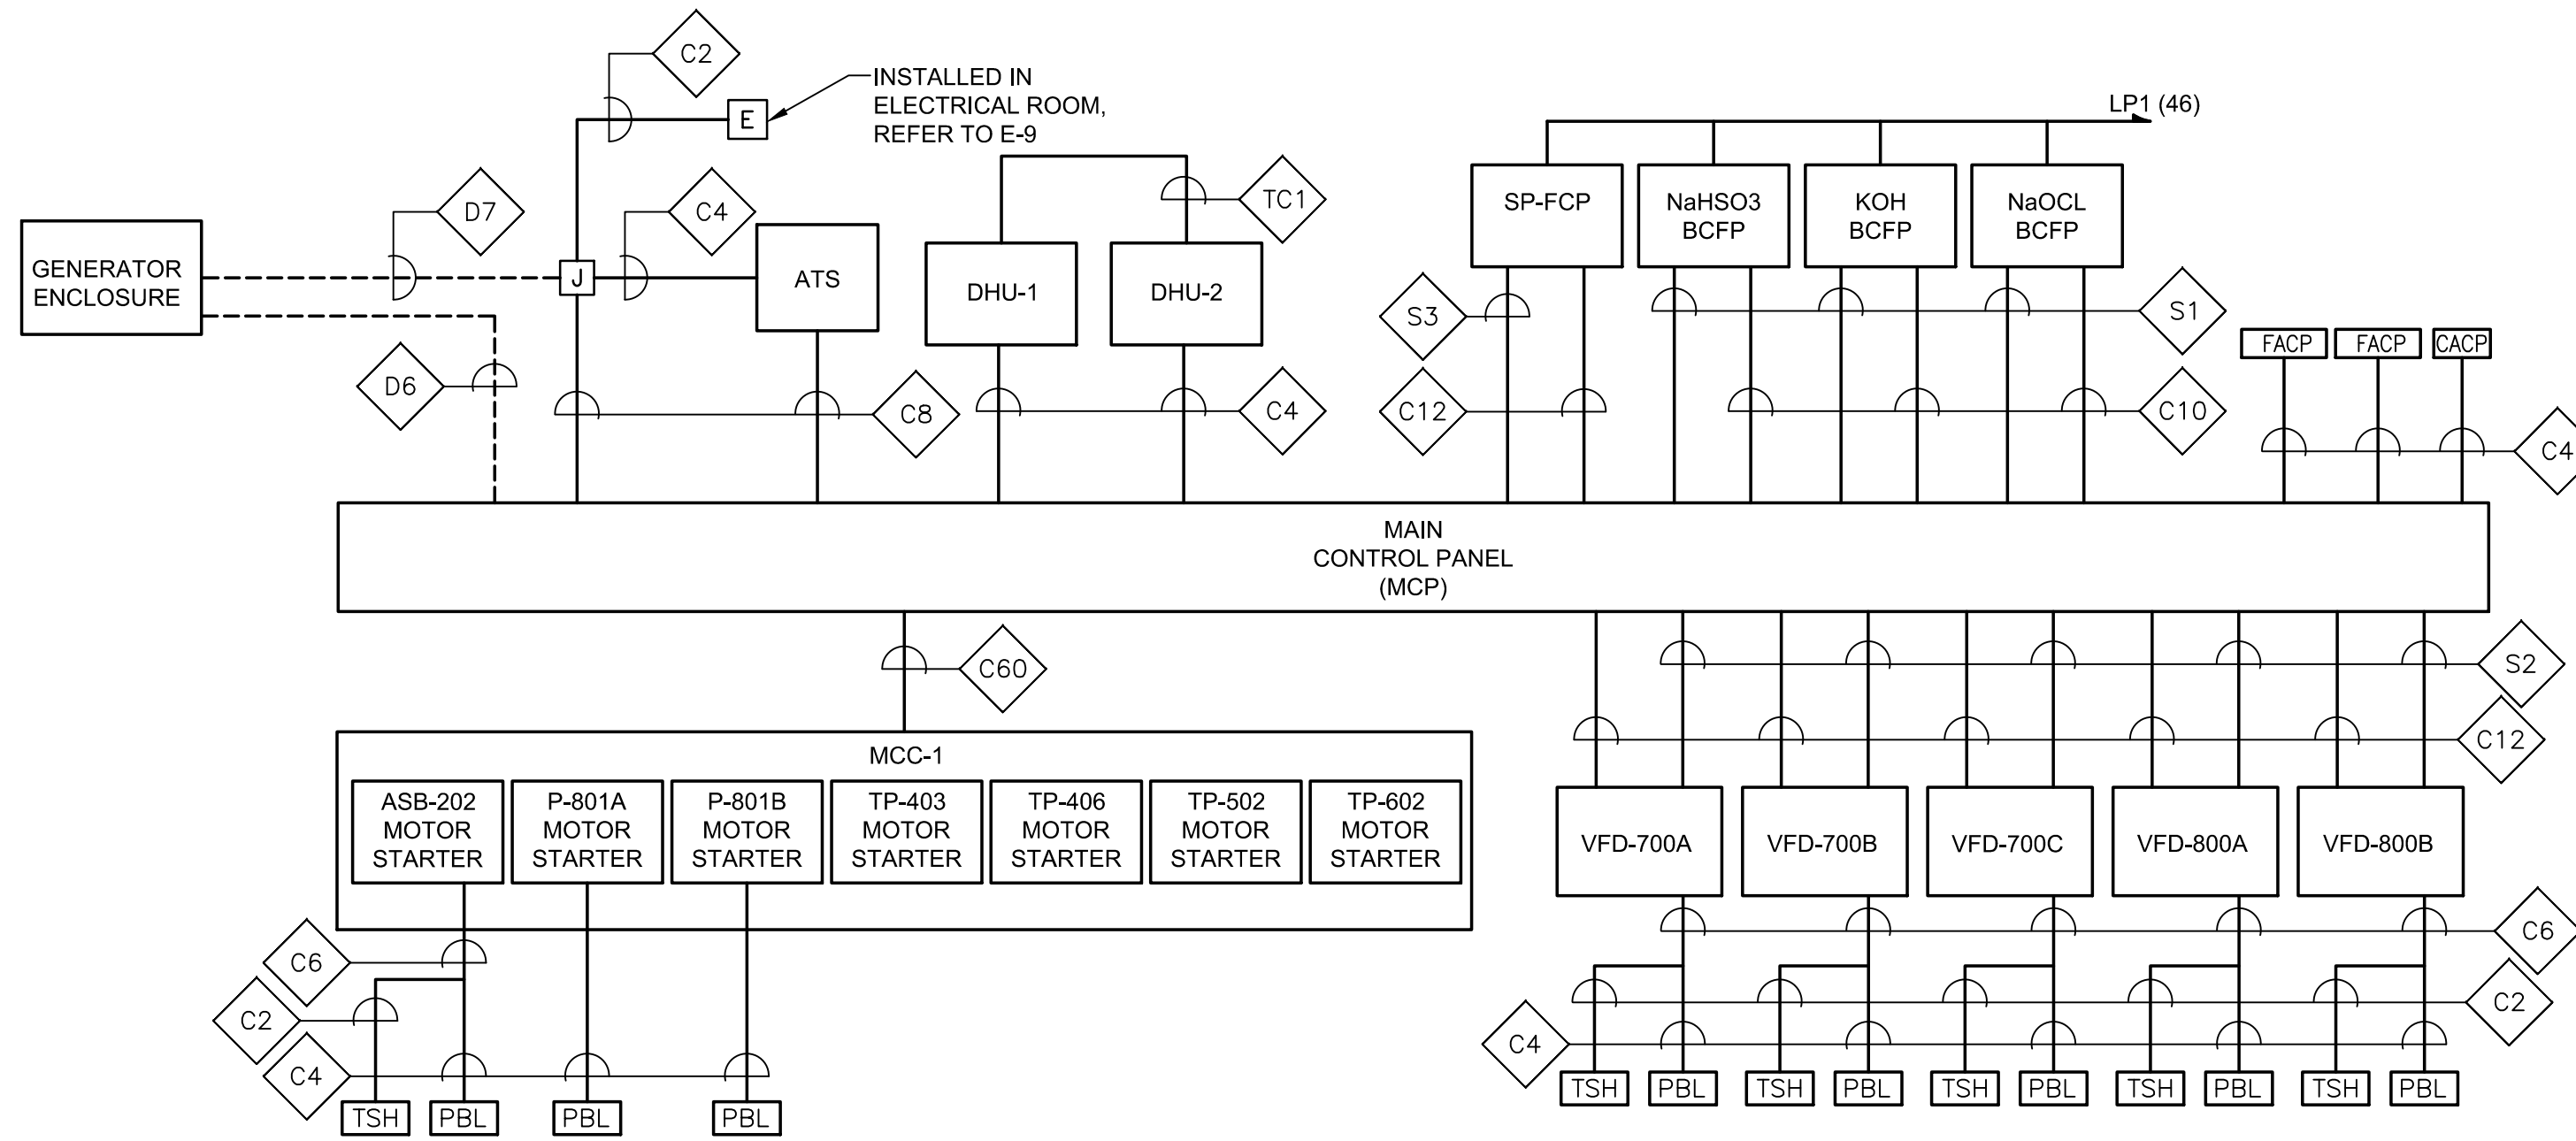 C2
INSTALLED IN
ELECTRICAL ROOM,
REFER TO E-9
E
LP1 (46)
D7
C4
TC1
SP-FCP
NaHSO3
BCFP
KOH
BCFP
NaOCL
BCFP
GENERATOR
ENCLOSURE
J
ATS
DHU-1
DHU-2
S3
S1
FACP
FACP
CACP
D6
C8
C4
C12
C10
C4
MAIN
CONTROL PANEL
(MCP)
C60
S2
C12
MCC-1
ASB-202
MOTOR
STARTER
P-801A
MOTOR
STARTER
P-801B
MOTOR
STARTER
TP-403
MOTOR
STARTER
TP-406
MOTOR
STARTER
TP-502
MOTOR
STARTER
TP-602
MOTOR
STARTER
VFD-700A
VFD-700B
VFD-700C
VFD-800A
VFD-800B
C6
C6
C2
C2
C4
C4
TSH
PBL
PBL
PBL
TSH
PBL
TSH
PBL
TSH
PBL
TSH
PBL
TSH
PBL